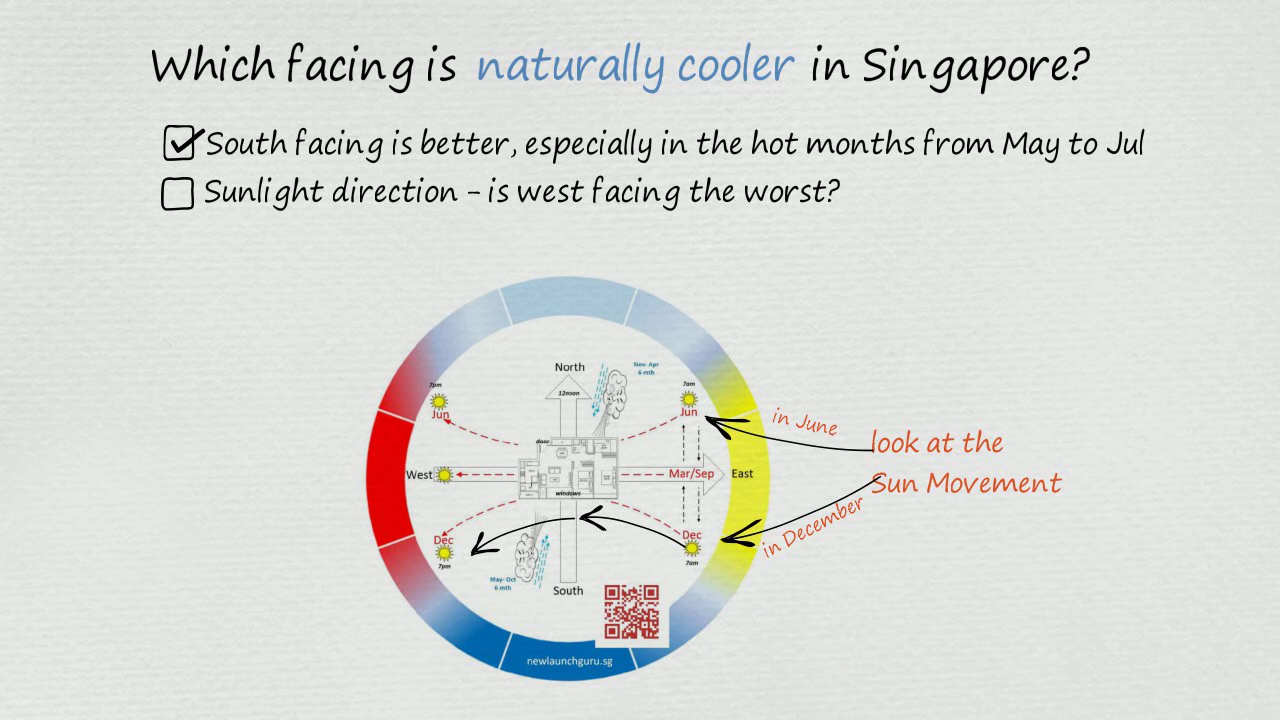 Which facing is naturally cooler in Singapore?
South facing is better, especially in the hot months from May to Jul
Sunlight direction - is west facing the worst?
North
Nov- Apr
6 mth
7pm
7am
12noon
Jun
Jun
in June
look at the
door
West
Mar/Sep
East
Sun Movement
windows
in December
Dec
Dec
7pm
7am
May- Oct
6 mth
South
newlaunchguru.sg